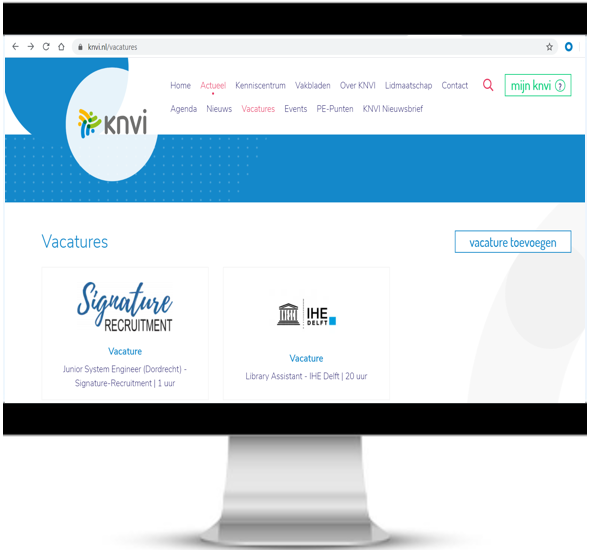 knvi.nl/vacatures
Home Actueel Kenniscentrum Vakbladen Over KNVI Lidmaatschap Contact
mijn knvi
Agenda Nieuws Vacatures Events PE-Punten KNVI Nieuwsbrief
KNVI
Vacatures
vacature toevoegen
Signature
RECRUITMENT
Vacature
Junior System Engineer (Dordrecht) -
Signature-Recruitment | 1 uur
IHE
DELFT
Vacature
Library Assistant - IHE Delft | 20 uur